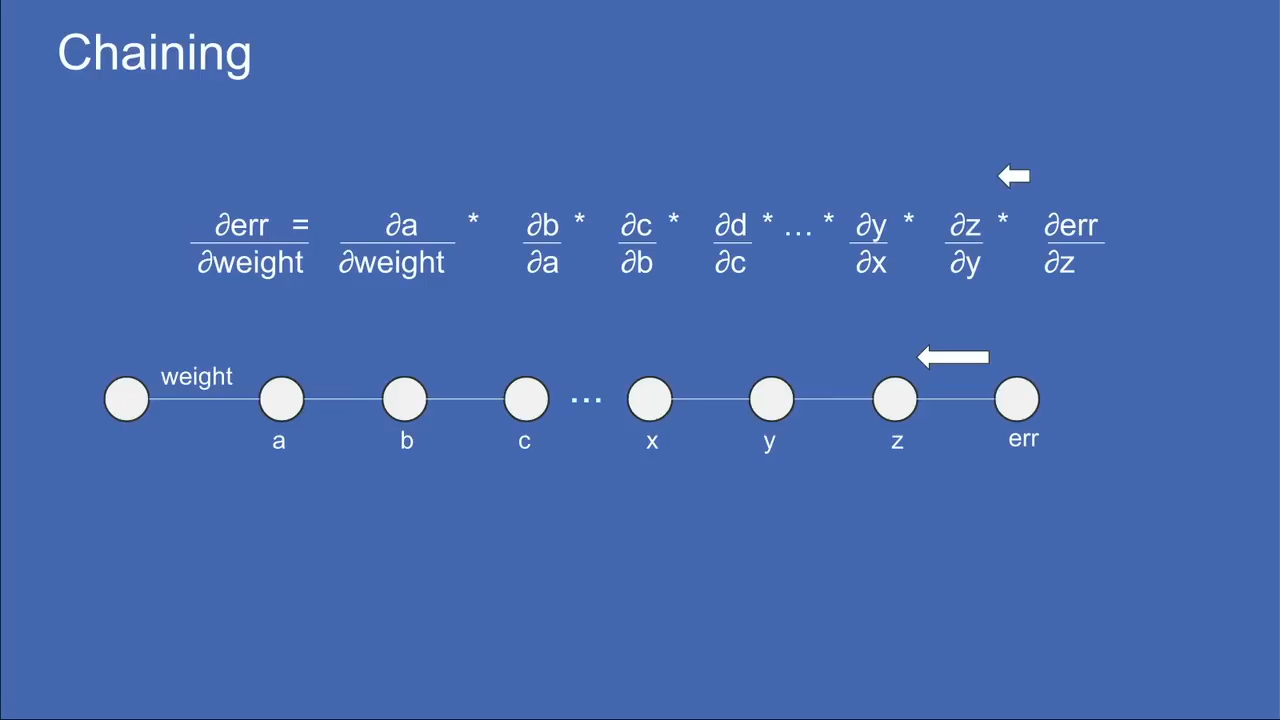 Chaining
∂err = ∂a * ∂b * ∂c * ∂d * ... * ∂y * ∂z * ∂err
∂weight ∂weight ∂a ∂b ∂c ∂x ∂y ∂z
weight
...
a b c x y z err